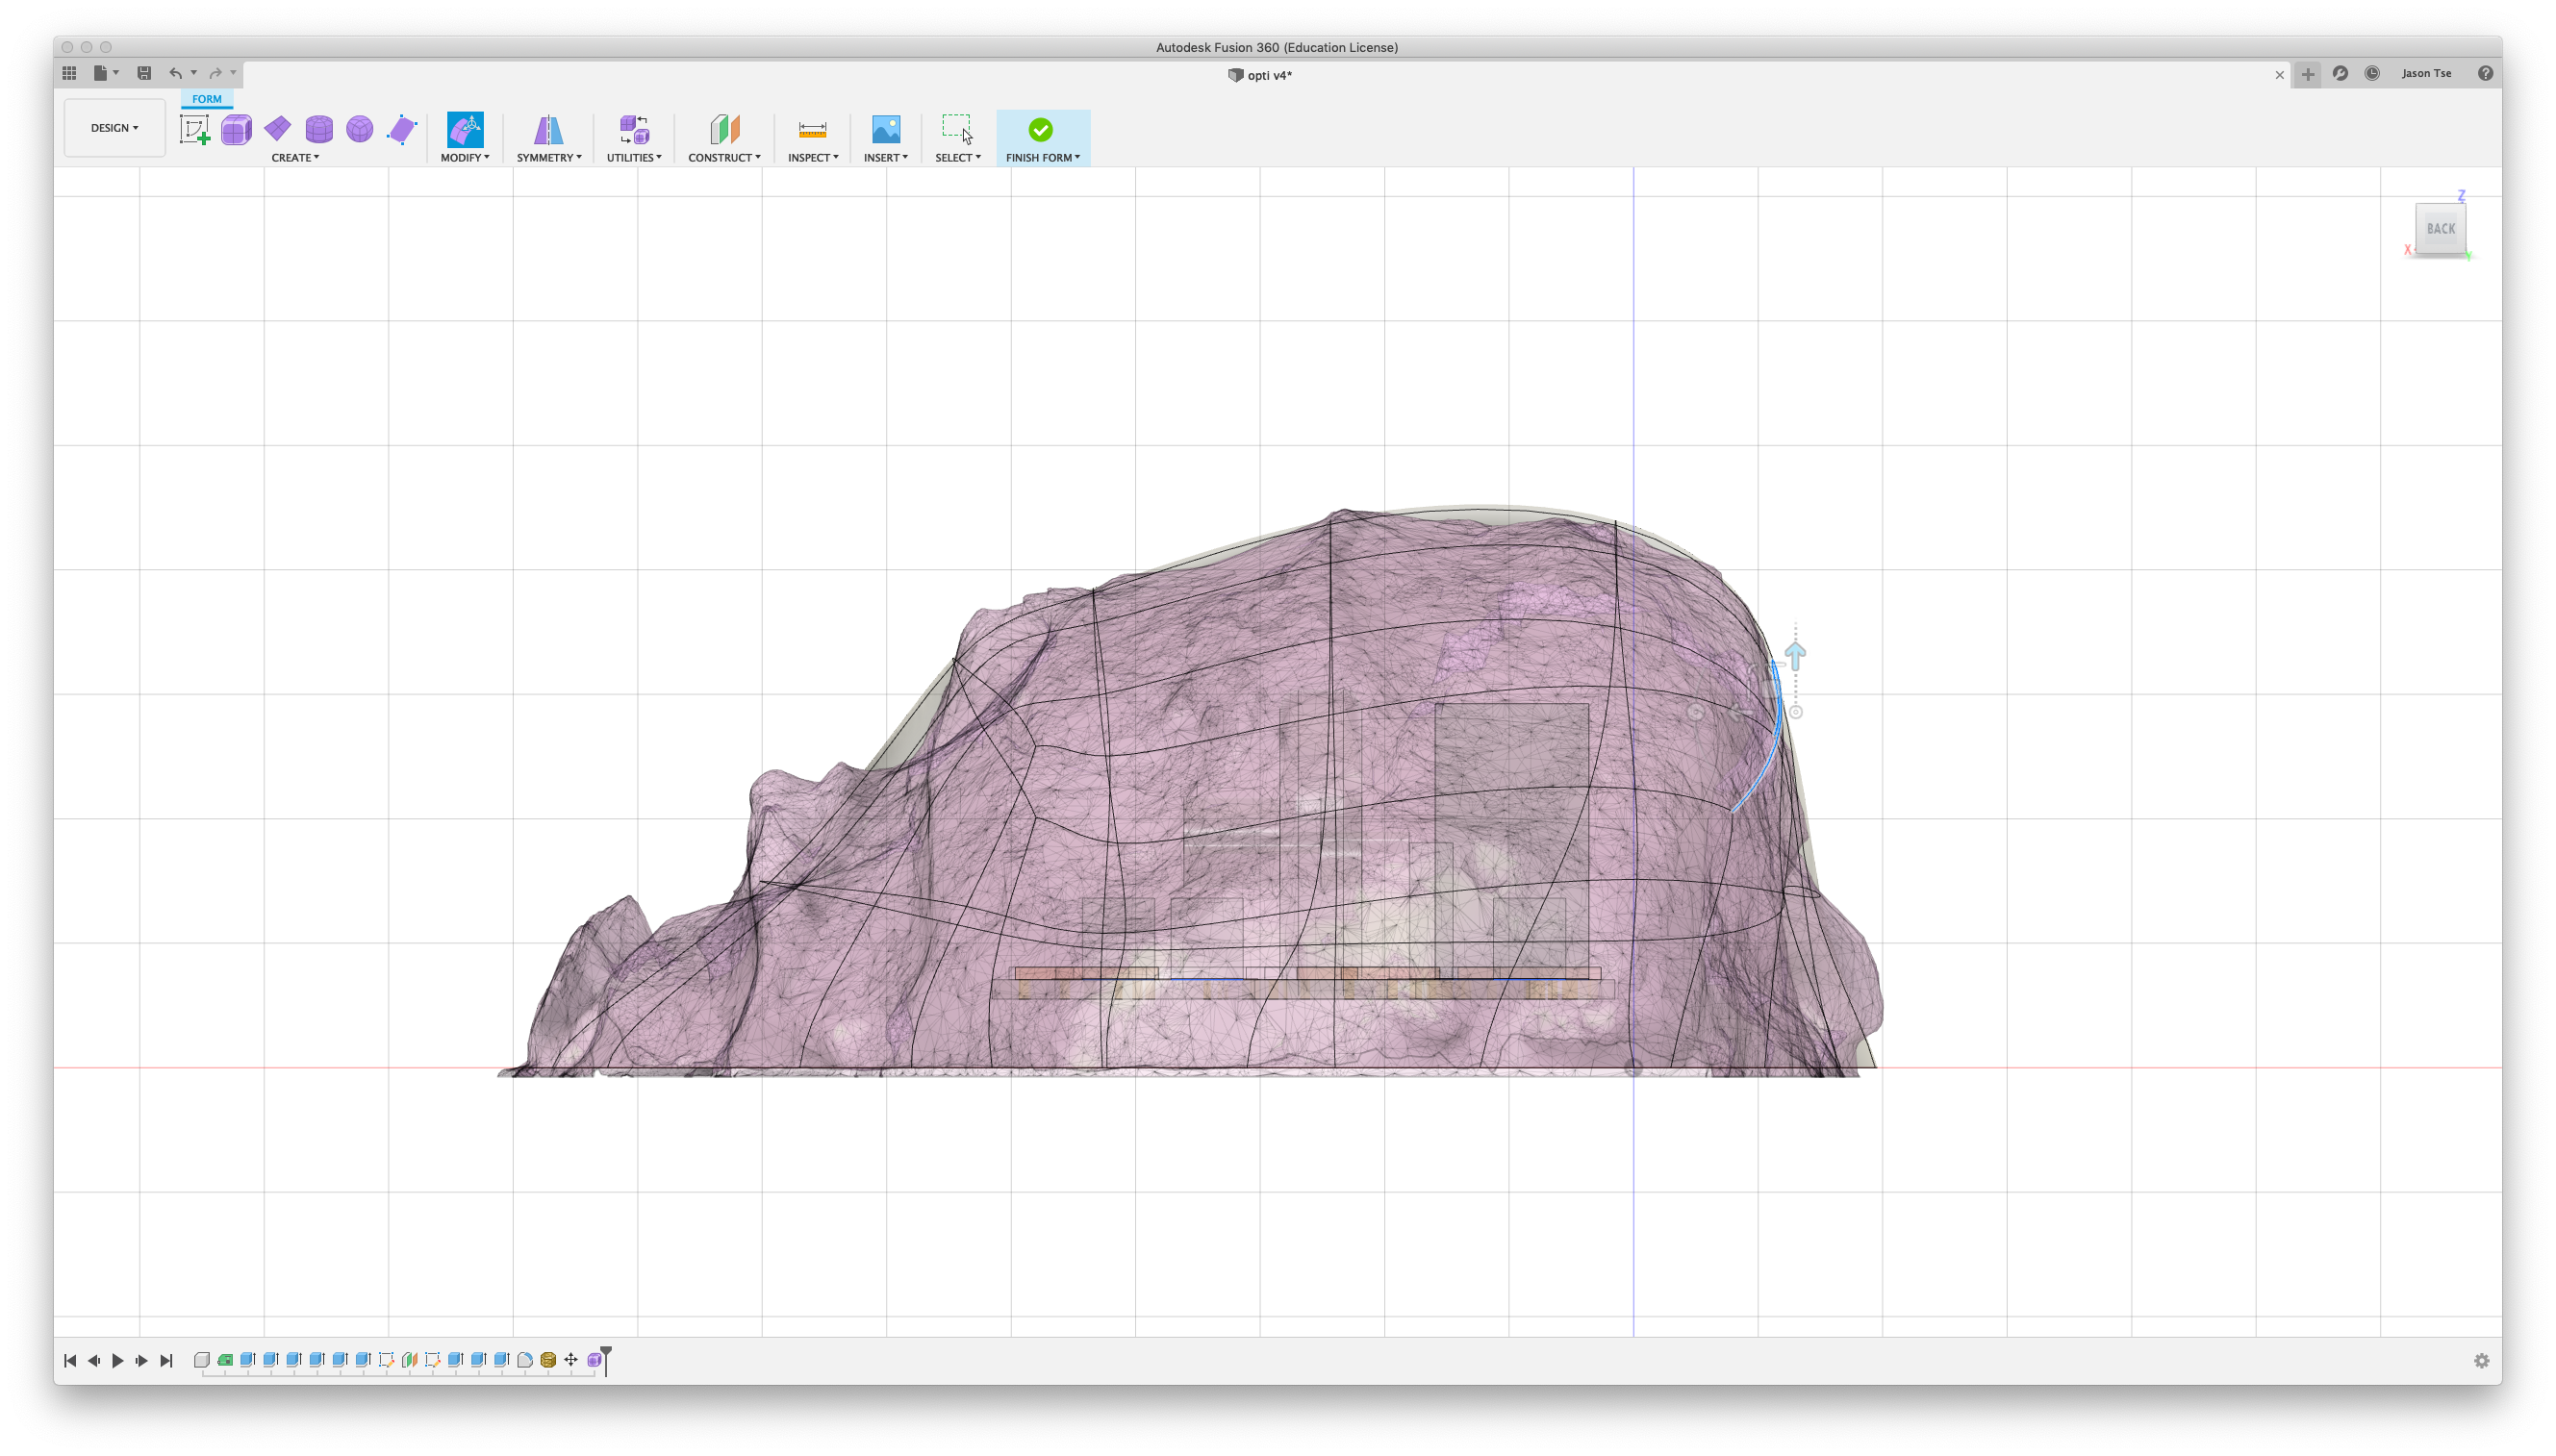 Autodesk Fusion 360 (Education License)
opti v4*
Jason Tse
FORM
DESIGN
CREATE
MODIFY
SYMMETRY
UTILITIES
CONSTRUCT
INSPECT
INSERT
SELECT
FINISH FORM
Z
BACK
X
Y